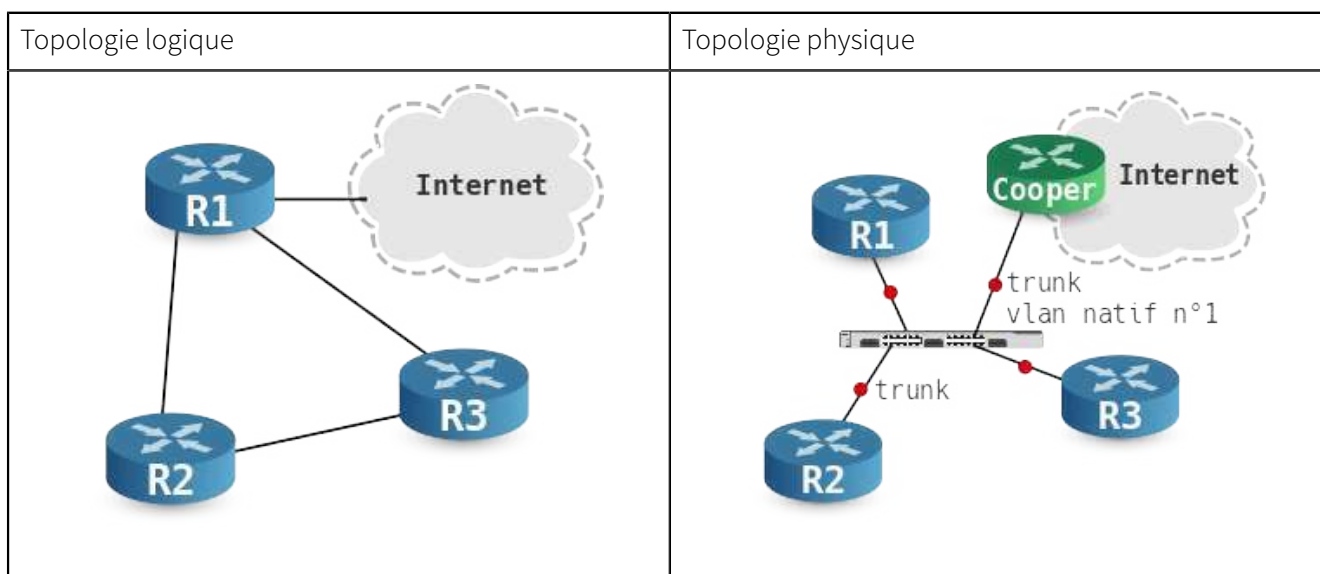 Topologie logique
Topologie physique
Internet
R1
R3
R2
Cooper
Internet
R1
trunk
vlan natif n°1
trunk
R3
R2